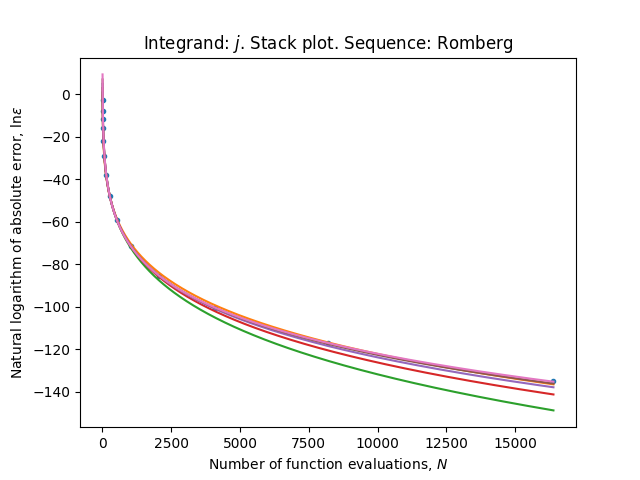 Integrand: j. Stack plot. Sequence: Romberg
Natural logarithm of absolute error, lnε
0
−20
−40
−60
−80
−100
−120
−140
0 2500 5000 7500 10000 12500 15000
Number of function evaluations, N